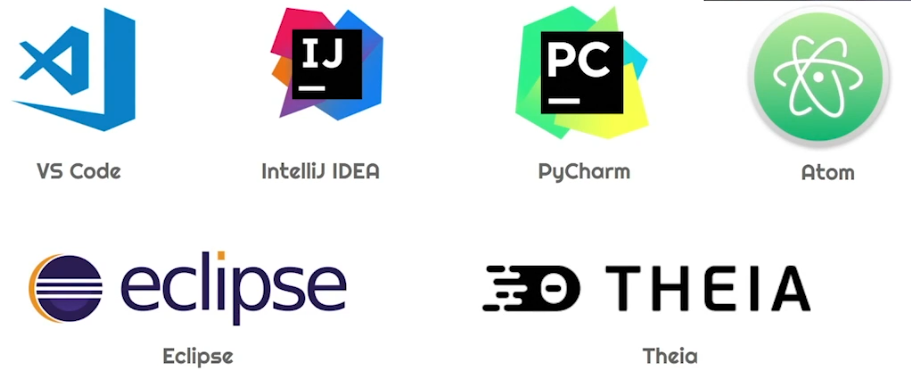 IJ
PC
VS Code
IntelliJ IDEA
PyCharm
Atom
eclipse
THEIA
Eclipse
Theia